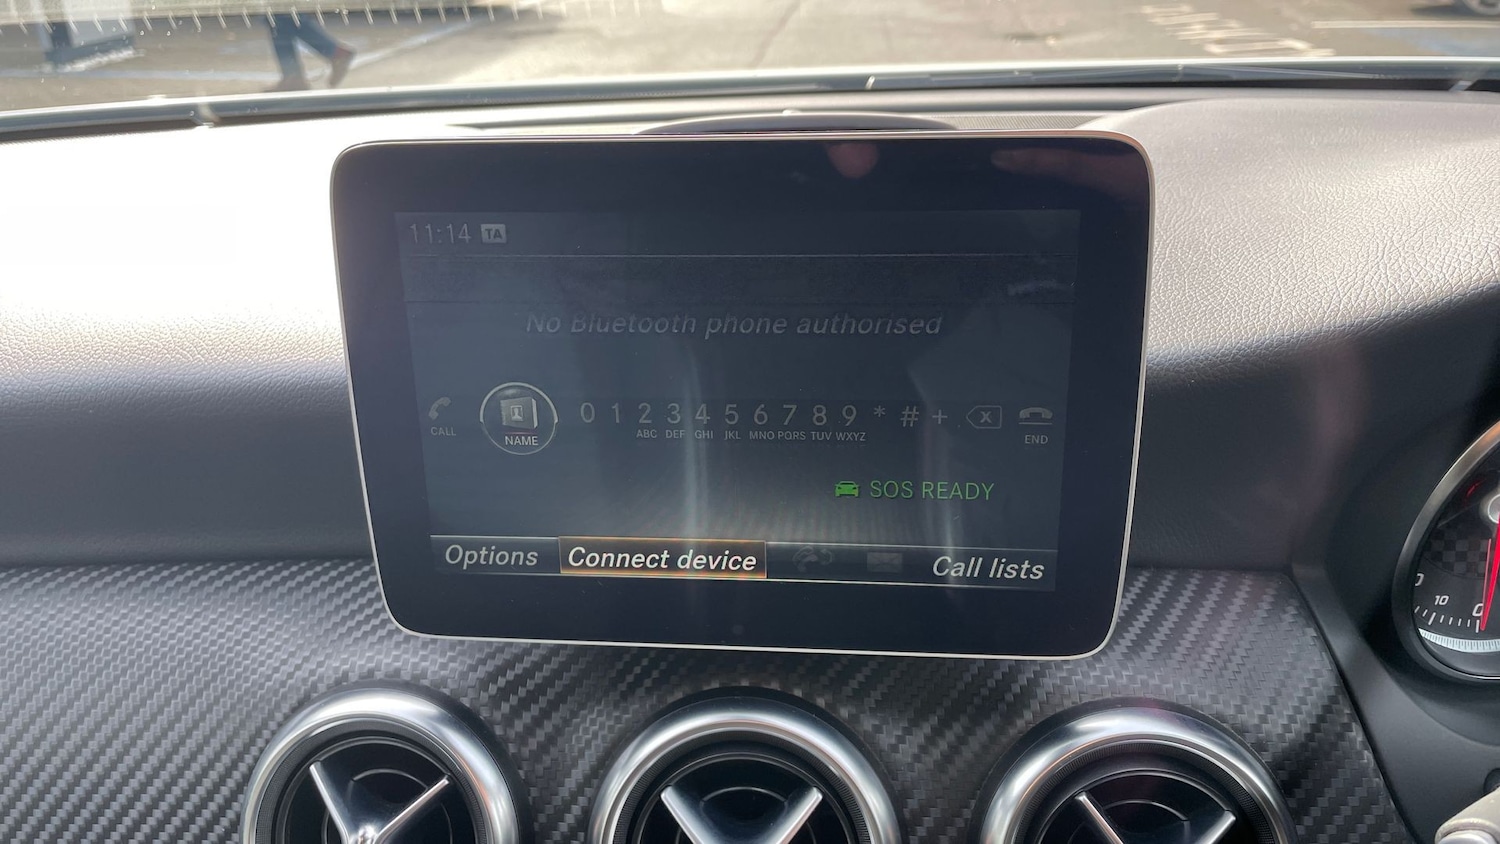 11:14 TA
No Bluetooth phone authorised
0 1 2 3 4 5 6 7 8 9 * # + X
CALL NAME ABC DEF GHI JKL MNO PQRS TUV WXYZ END
SOS READY
Options Connect device Call lists
10 0